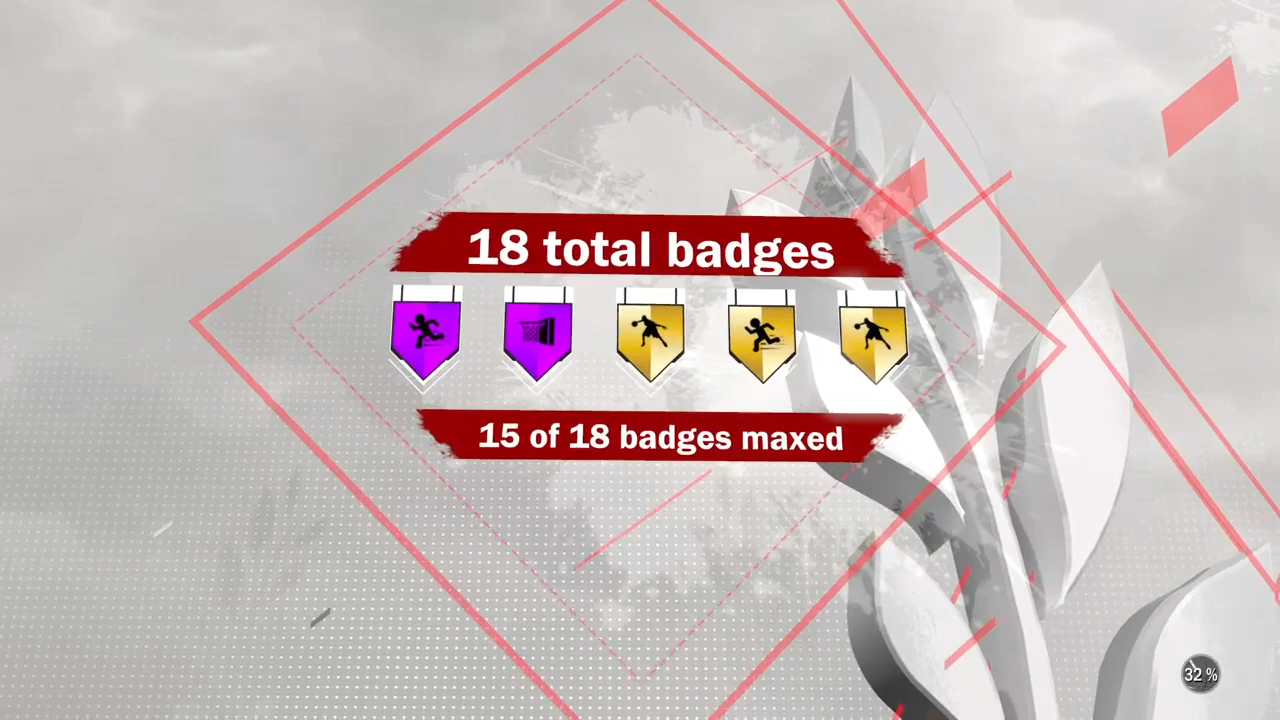 18 total badges
15 of 18 badges maxed
32 %